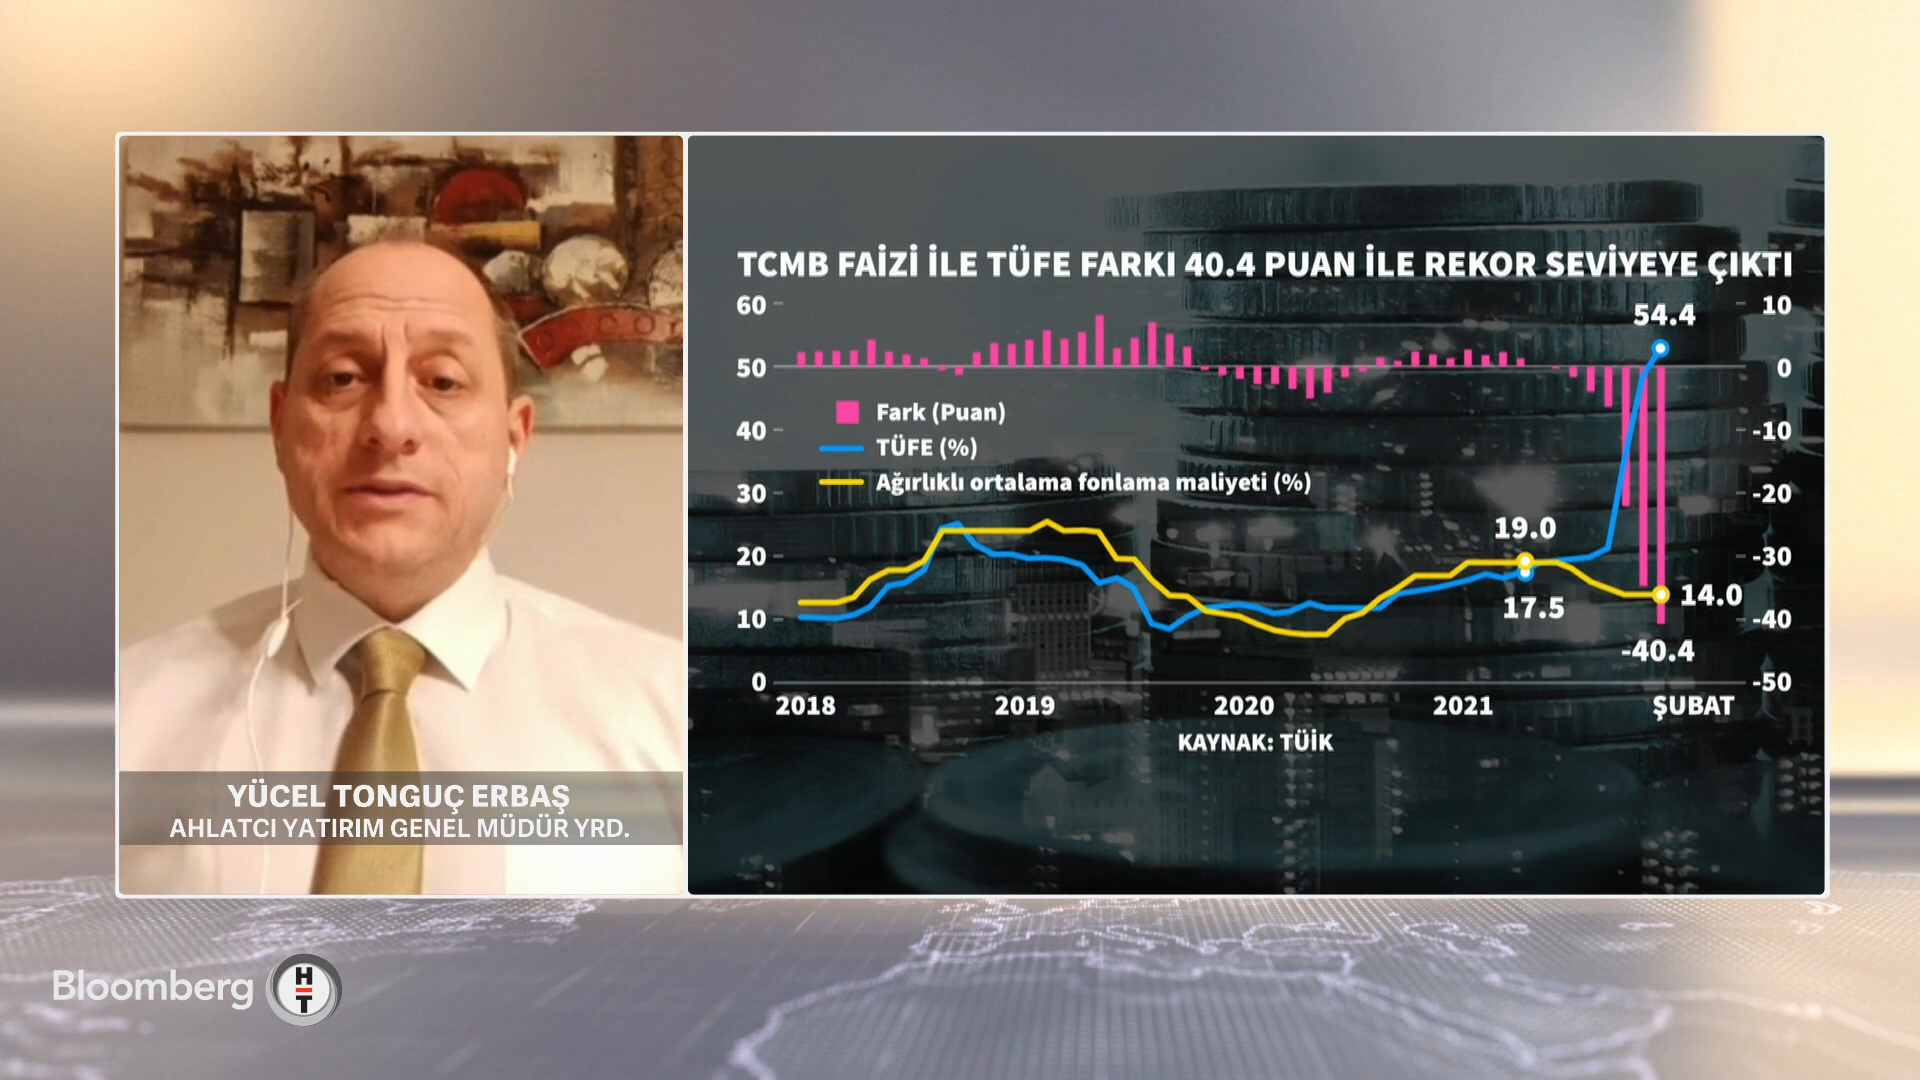 TCMB FAİZİ İLE TÜFE FARKI 40.4 PUAN İLE REKOR SEVİYEYE ÇIKTI
60
10
54.4
50
0
Fark (Puan)
40
-10
TÜFE (%)
Ağırlıklı ortalama fonlama maliyeti (%)
30
-20
19.0
20
-30
17.5
14.0
10
-40
-40.4
0
-50
2018
2019
2020
2021
ŞUBAT
KAYNAK: TÜİK
YÜCEL TONGUÇ ERBAŞ
AHLATCI YATIRIM GENEL MÜDÜR YRD.
Bloomberg HT